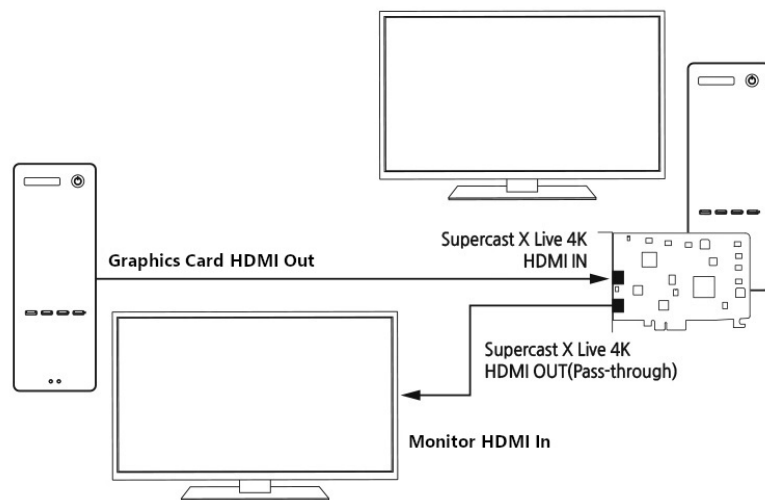 Supercast X Live 4K
HDMI IN
Graphics Card HDMI Out
Supercast X Live 4K
HDMI OUT(Pass-through)
Monitor HDMI In